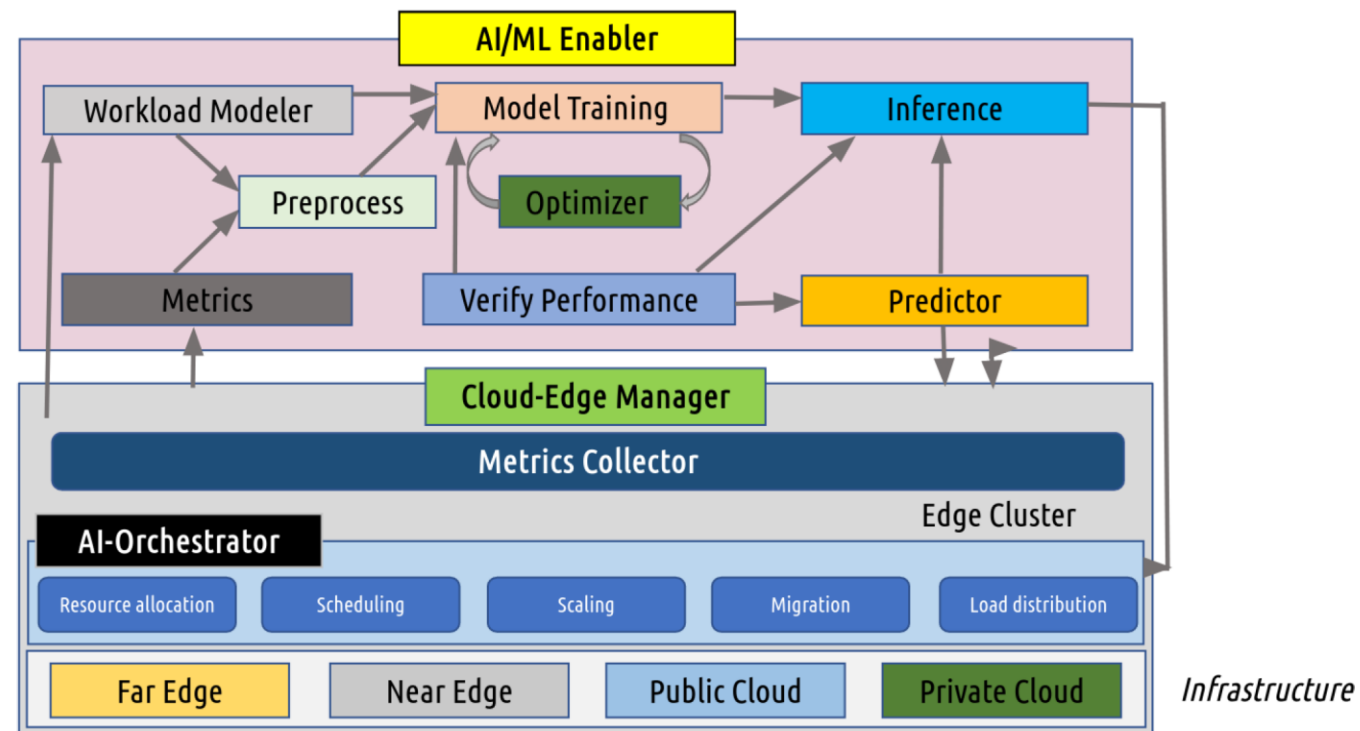 AI/ML Enabler
Workload Modeler
Model Training
Inference
Preprocess
Optimizer
Metrics
Verify Performance
Predictor
Cloud-Edge Manager
Metrics Collector
Edge Cluster
AI-Orchestrator
Resource allocation
Scheduling
Scaling
Migration
Load distribution
Far Edge
Near Edge
Public Cloud
Private Cloud
Infrastructure